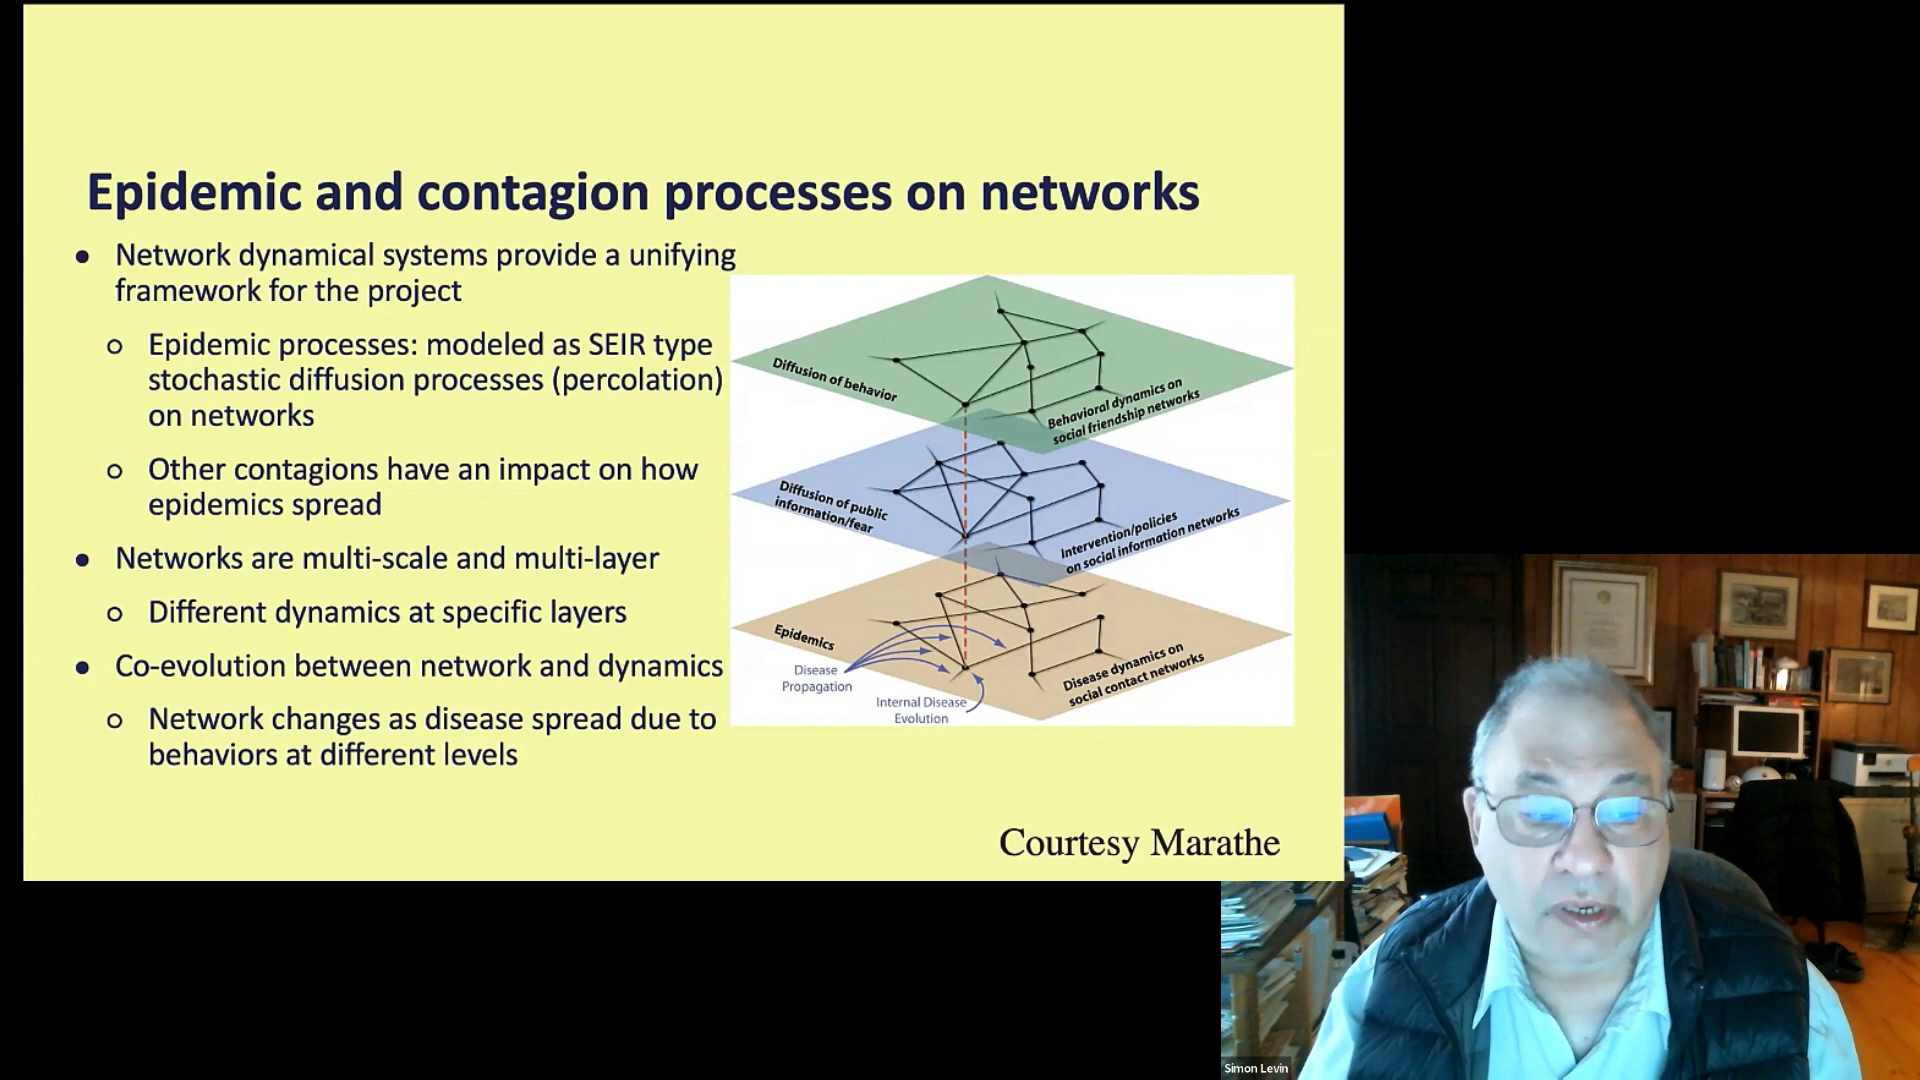 Epidemic and contagion processes on networks
● Network dynamical systems provide a unifying
framework for the project
o Epidemic processes: modeled as SEIR type
stochastic diffusion processes (percolation)
on networks
o Other contagions have an impact on how
epidemics spread
● Networks are multi-scale and multi-layer
o Different dynamics at specific layers
● Co-evolution between network and dynamics
o Network changes as disease spread due to
behaviors at different levels
Diffusion of behavior
Behavioral dynamics on
social friendship networks
Diffusion of public
information/fear
Intervention/policies
on social information networks
Epidemics
Disease
Propagation
Internal Disease
Evolution
Disease dynamics on
social contact networks
Courtesy Marathe
Simon Levin